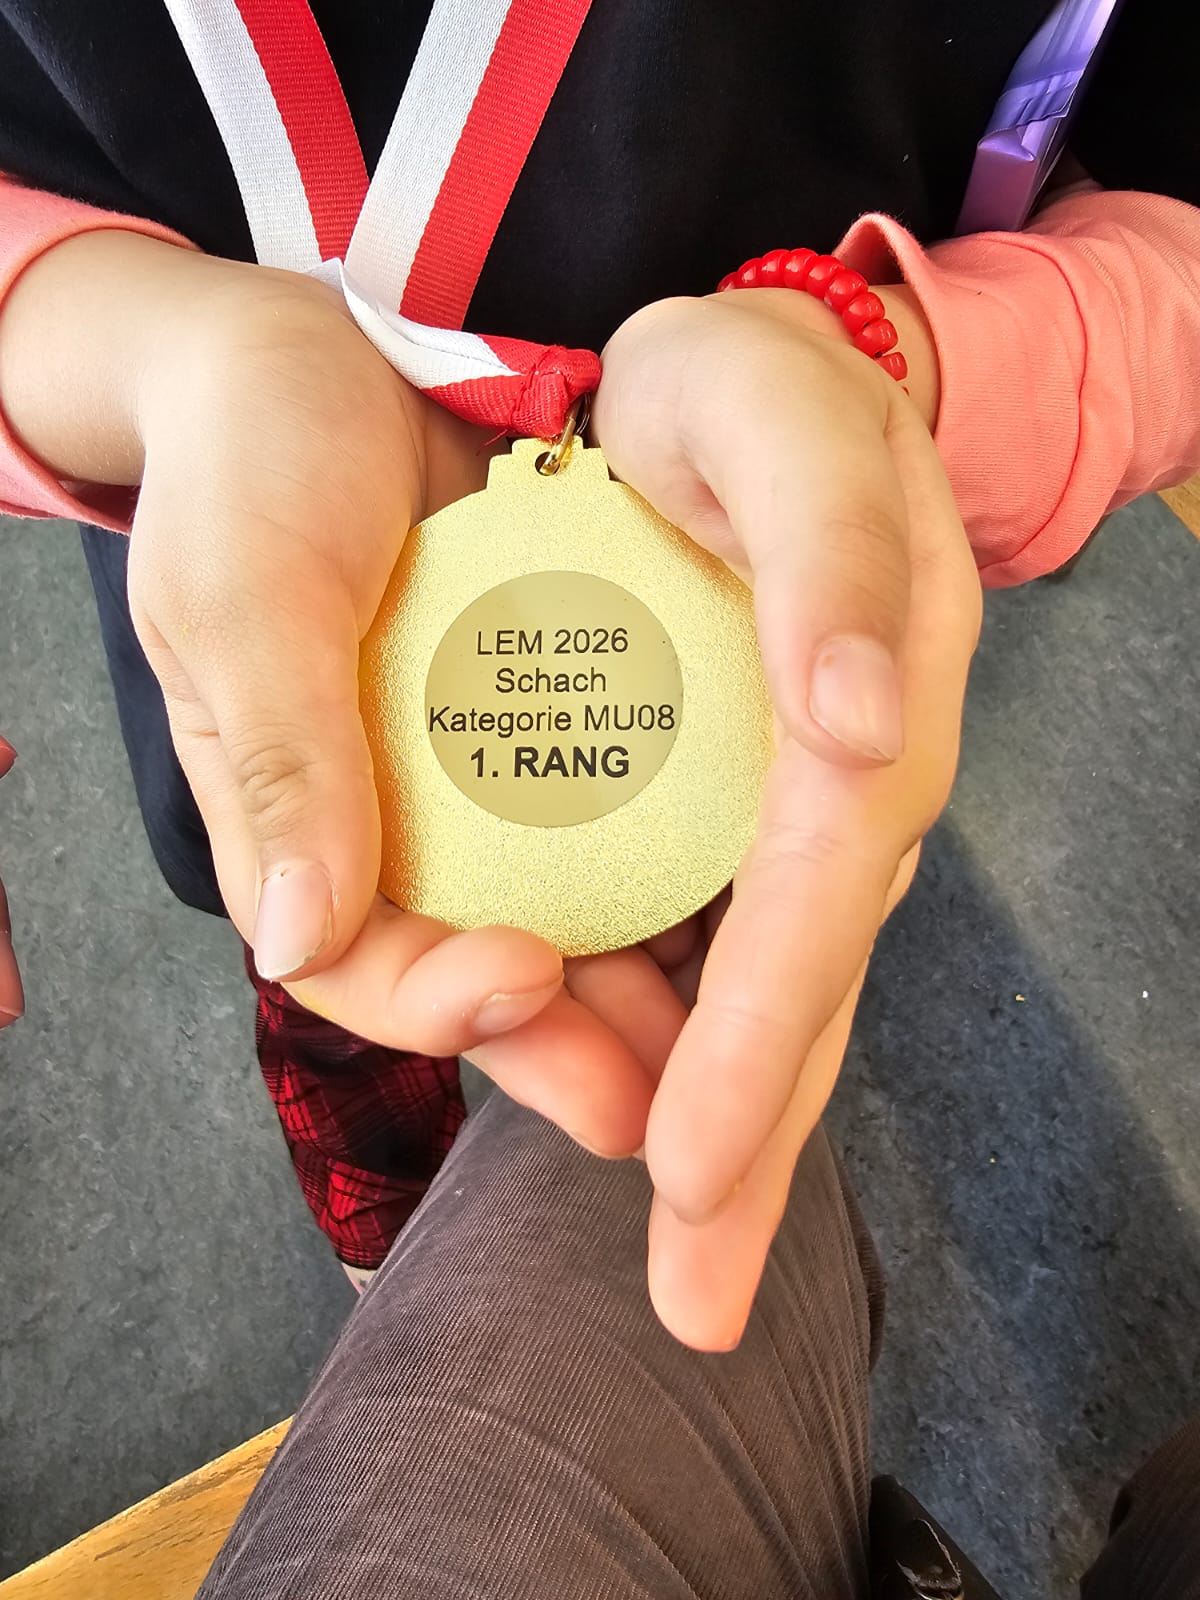 LEM 2026
Schach
Kategorie MU08
1. RANG